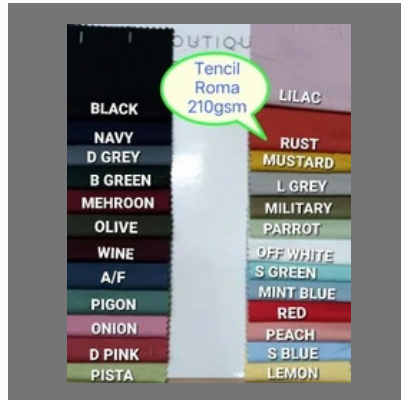 OUTIQU
Tencil
Roma
210gsm
BLACK
NAVY
D GREY
B GREEN
MEHROON
OLIVE
WINE
A/F
PIGON
ONION
D PINK
PISTA
LILAC
RUST
MUSTARD
L GREY
MILITARY
PARROT
OFF WHITE
S GREEN
MINT BLUE
RED
PEACH
S BLUE
LEMON